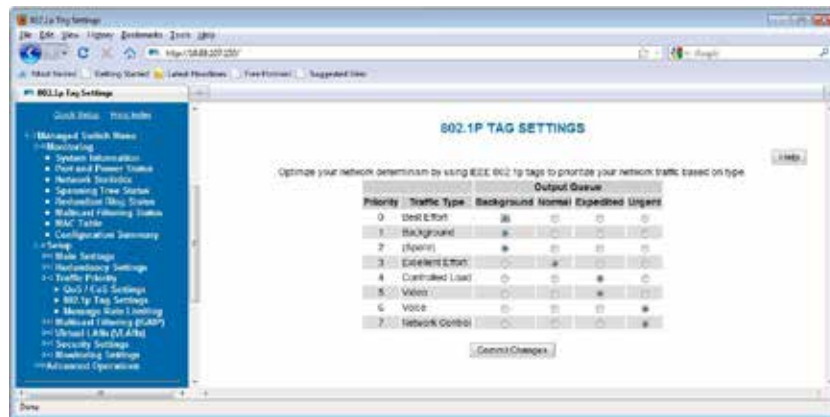 802.1p Tag Settings
File Edit View History Bookmarks Tools Help
Most Visited Getting Started Latest Headlines Free Hotmail Suggested Sites
802.1p Tag Settings
Quick Setup Help Index
Managed Switch Menu
Monitoring
System Information
Port and Power Status
Network Statistics
Spanning Tree Status
Redundant Ring Status
Multicast Filtering Status
MAC Table
Configuration Summary
Setup
Main Settings
Redundancy Settings
Traffic Priority
QoS / CoS Settings
802.1p Tag Settings
Message Rate Limiting
Multicast Filtering (IGMP)
Virtual LANs (VLANs)
Security Settings
Monitoring Settings
Advanced Operations
802.1P TAG SETTINGS
Help
Optimize your network determinism by using IEEE 802.1p tags to prioritize your network traffic based on type.
Output Queue
Priority Traffic Type Background Normal Expedited Urgent
0 Best Effort
1 Background
2 (Spare)
3 Excellent Effort
4 Controlled Load
5 Video
6 Voice
7 Network Control
Commit Changes
Done